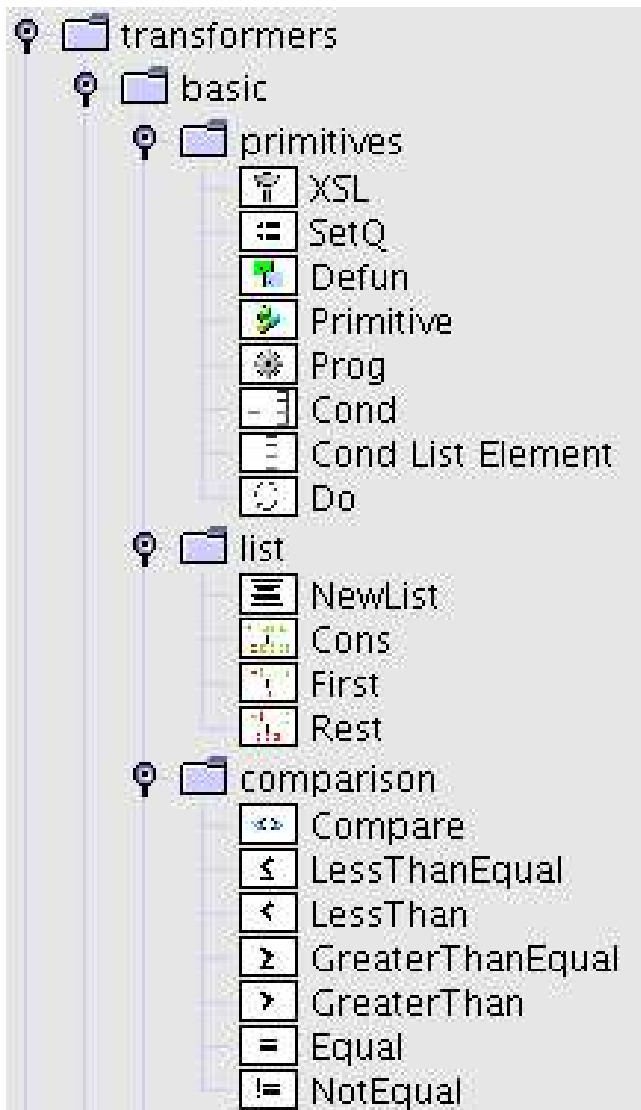 transformers
basic
primitives
XSL
SetQ
Defun
Primitive
Prog
Cond
Cond List Element
Do
list
NewList
Cons
First
Rest
comparison
Compare
≤ LessThanEqual
< LessThan
≥ GreaterThanEqual
> GreaterThan
= Equal
!= NotEqual